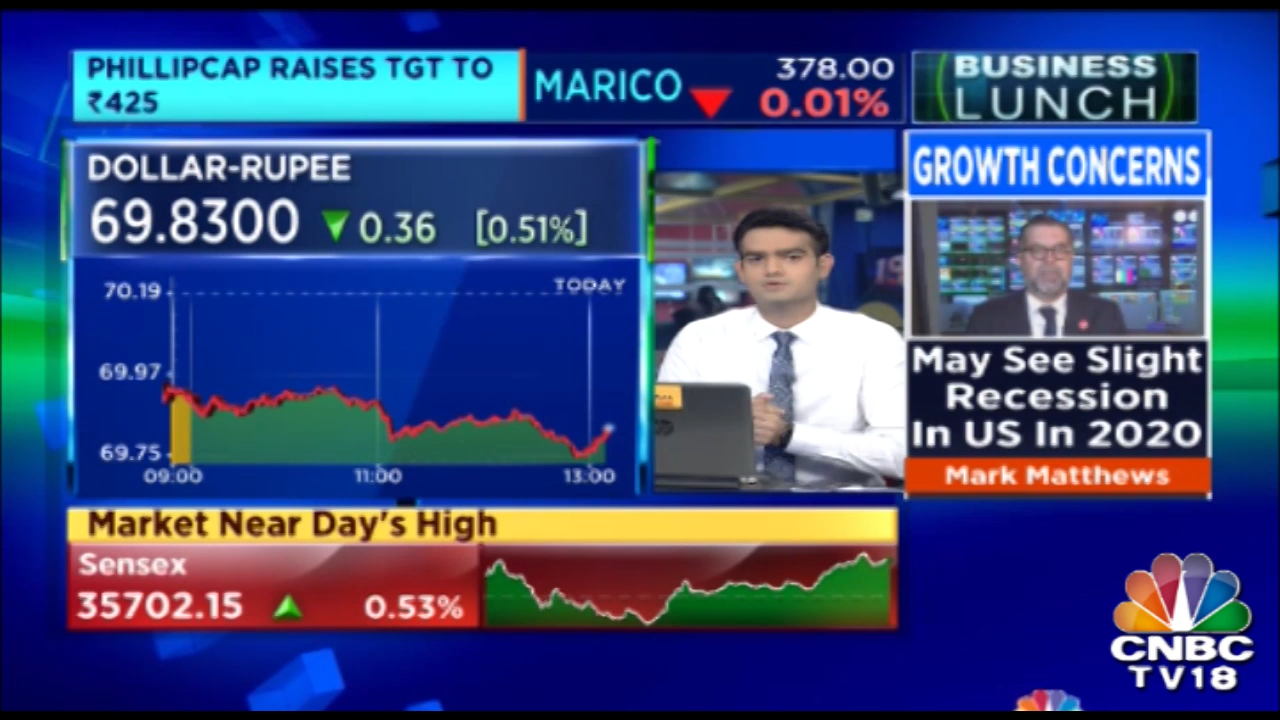 PHILLIPCAP RAISES TGT TO
₹425
MARICO
378.00
0.01%
BUSINESS
LUNCH
DOLLAR-RUPEE
69.8300 0.36 [0.51%]
TODAY
70.19
69.97
69.75
09:00 11:00 13:00
GROWTH CONCERNS
May See Slight
Recession
In US In 2020
Mark Matthews
Market Near Day's High
Sensex
35702.15 0.53%
CNBC
TV18